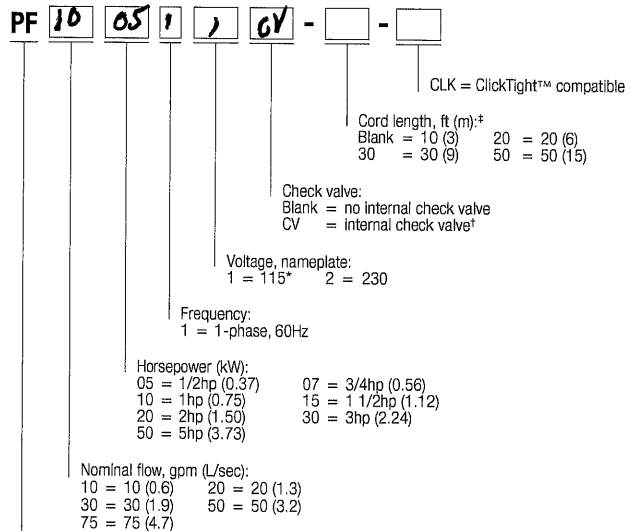 PF 10 05 1 1 CV - -
CLK = ClickTight™ compatible
Cord length, ft (m):‡
Blank = 10 (3) 20 = 20 (6)
30 = 30 (9) 50 = 50 (15)
Check valve:
Blank = no internal check valve
CV = internal check valve†
Voltage, nameplate:
1 = 115* 2 = 230
Frequency:
1 = 1-phase, 60Hz
Horsepower (kW):
05 = 1/2hp (0.37) 07 = 3/4hp (0.56)
10 = 1hp (0.75) 15 = 1 1/2hp (1.12)
20 = 2hp (1.50) 30 = 3hp (2.24)
50 = 5hp (3.73)
Nominal flow, gpm (L/sec):
10 = 10 (0.6) 20 = 20 (1.3)
30 = 30 (1.9) 50 = 50 (3.2)
75 = 75 (4.7)